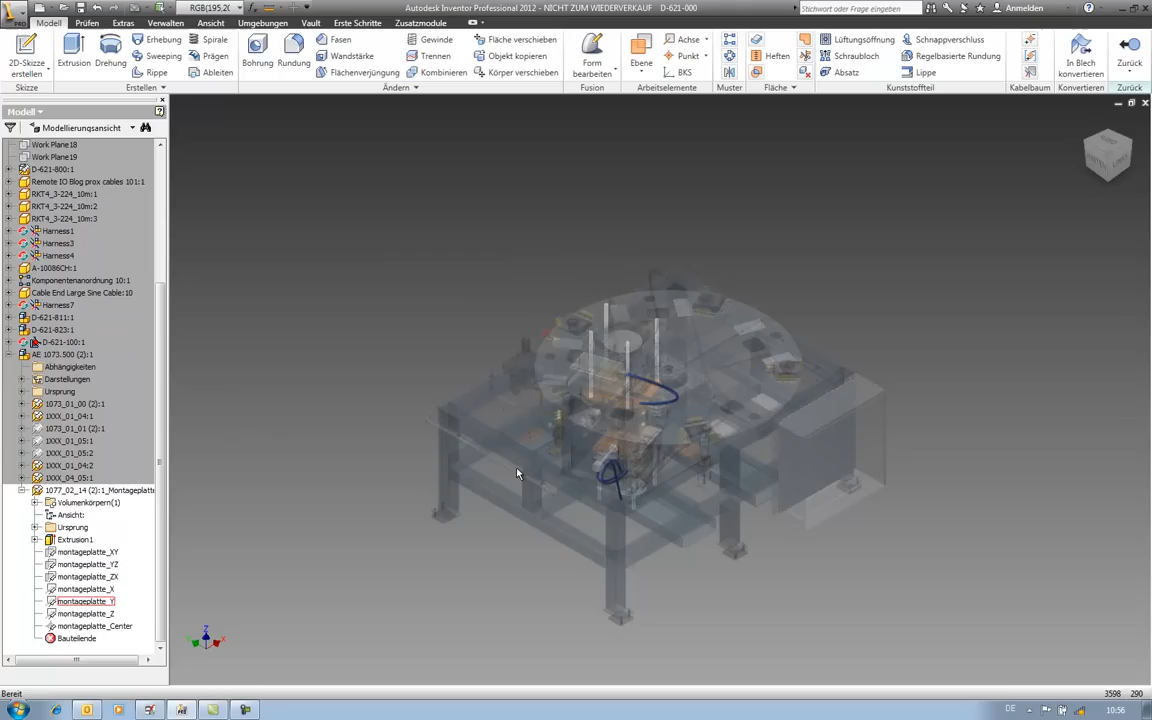 RGB(195,20
Autodesk Inventor Professional 2012 - NICHT ZUM WIEDERVERKAUF D-621-000
Stichwort oder Frage eingeben
Anmelden
PRO
Modell Prüfen Extras Verwalten Ansicht Umgebungen Vault Erste Schritte Zusatzmodule
2D-Skizze erstellen
Extrusion
Drehung
Erhebung
Sweeping
Rippe
Spirale
Prägen
Ableiten
Bohrung
Rundung
Fasen
Wandstärke
Flächenverjüngung
Gewinde
Trennen
Kombinieren
Fläche verschieben
Objekt kopieren
Körper verschieben
Form bearbeiten
Ebene
Achse
Punkt
BKS
Heften
Lüftungsöffnung
Schraubloch
Absatz
Schnappverschluss
Regelbasierte Rundung
Lippe
In Blech konvertieren
Zurück
Skizze Erstellen Ändern Fusion Arbeitselemente Muster Fläche Kunststoffteil Kabelbaum Konvertieren Zurück
Modell
Modellierungsansicht
Work Plane18
Work Plane19
D-621-800:1
Remote IO Blog prox cables 101:1
RKT4_3-224_10m:1
RKT4_3-224_10m:2
RKT4_3-224_10m:3
Harness1
Harness3
Harness4
A-10086CH:1
Komponentenanordnung 10:1
Cable End Large Sine Cable:10
Harness7
D-621-811:1
D-621-823:1
D-621-100:1
AE 1073.500 (2):1
Abhängigkeiten
Darstellungen
Ursprung
1073_01_00 (2):1
1XXX_01_04:1
1073_01_01 (2):1
1XXX_01_05:1
1XXX_01_05:2
1XXX_01_04:2
1XXX_04_05:1
1077_02_14 (2):1_Montageplatte
Volumenkörpern(1)
Ansicht:
Ursprung
Extrusion1
montageplatte_XY
montageplatte_YZ
montageplatte_ZX
montageplatte_X
montageplatte_Y
montageplatte_Z
montageplatte_Center
Bauteilende
Z
X
Bereit
3598 290
DE
10:56